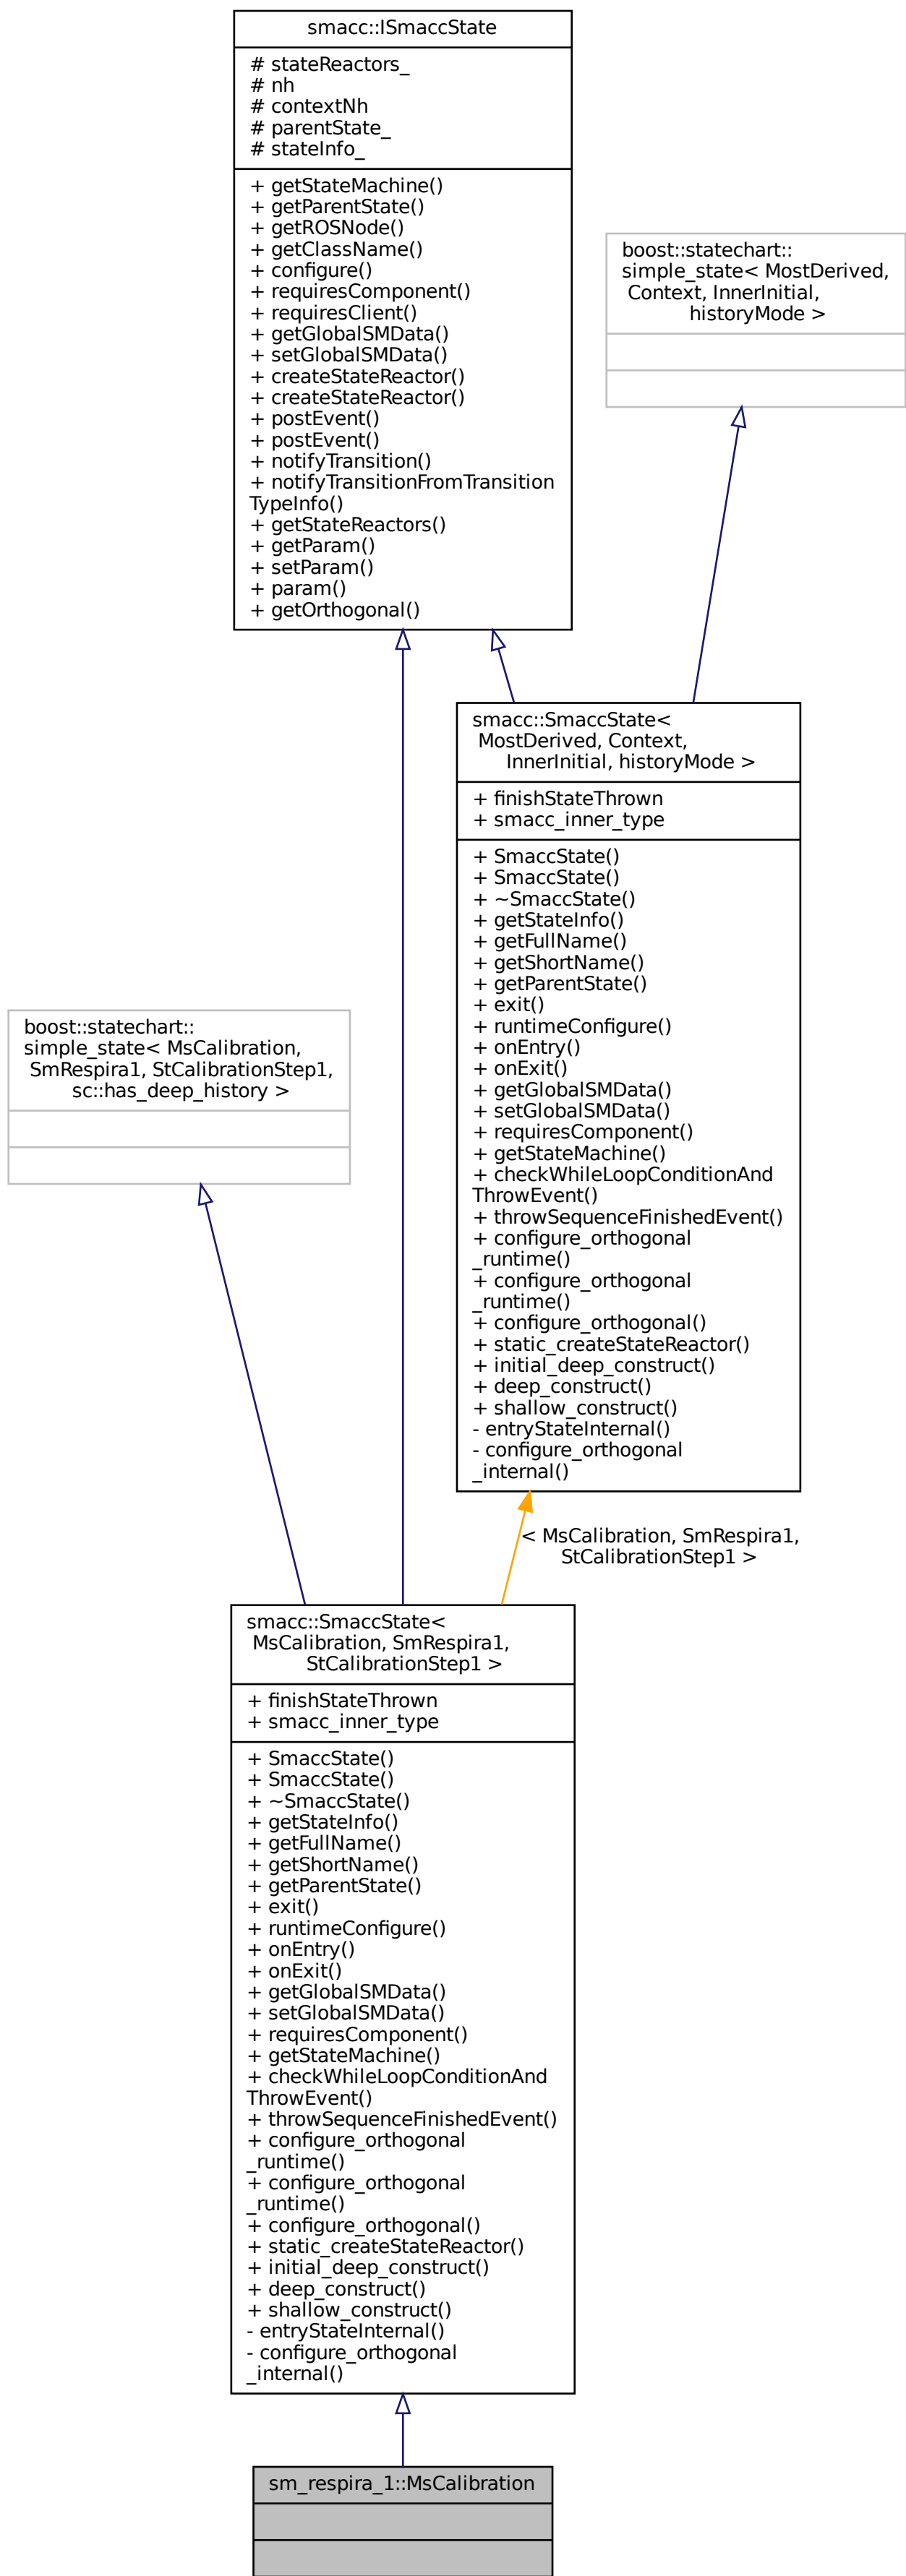 smacc::ISmaccState
# stateReactors_
# nh
# contextNh
# parentState_
# stateInfo_
+ getStateMachine()
+ getParentState()
+ getROSNode()
+ getClassName()
+ configure()
+ requiresComponent()
+ requiresClient()
+ getGlobalSMData()
+ setGlobalSMData()
+ createStateReactor()
+ createStateReactor()
+ postEvent()
+ postEvent()
+ notifyTransition()
+ notifyTransitionFromTransition
TypeInfo()
+ getStateReactors()
+ getParam()
+ setParam()
+ param()
+ getOrthogonal()
boost::statechart::
simple_state< MostDerived,
Context, InnerInitial,
historyMode >
smacc::SmaccState<
MostDerived, Context,
InnerInitial, historyMode >
+ finishStateThrown
+ smacc_inner_type
+ SmaccState()
+ SmaccState()
+ ~SmaccState()
+ getStateInfo()
+ getFullName()
+ getShortName()
+ getParentState()
+ exit()
+ runtimeConfigure()
+ onEntry()
+ onExit()
+ getGlobalSMData()
+ setGlobalSMData()
+ requiresComponent()
+ getStateMachine()
+ checkWhileLoopConditionAnd
ThrowEvent()
+ throwSequenceFinishedEvent()
+ configure_orthogonal
_runtime()
+ configure_orthogonal
_runtime()
+ configure_orthogonal()
+ static_createStateReactor()
+ initial_deep_construct()
+ deep_construct()
+ shallow_construct()
- entryStateInternal()
- configure_orthogonal
_internal()
boost::statechart::
simple_state< MsCalibration,
SmRespira1, StCalibrationStep1,
sc::has_deep_history >
< MsCalibration, SmRespira1,
StCalibrationStep1 >
smacc::SmaccState<
MsCalibration, SmRespira1,
StCalibrationStep1 >
+ finishStateThrown
+ smacc_inner_type
+ SmaccState()
+ SmaccState()
+ ~SmaccState()
+ getStateInfo()
+ getFullName()
+ getShortName()
+ getParentState()
+ exit()
+ runtimeConfigure()
+ onEntry()
+ onExit()
+ getGlobalSMData()
+ setGlobalSMData()
+ requiresComponent()
+ getStateMachine()
+ checkWhileLoopConditionAnd
ThrowEvent()
+ throwSequenceFinishedEvent()
+ configure_orthogonal
_runtime()
+ configure_orthogonal
_runtime()
+ configure_orthogonal()
+ static_createStateReactor()
+ initial_deep_construct()
+ deep_construct()
+ shallow_construct()
- entryStateInternal()
- configure_orthogonal
_internal()
sm_respira_1::MsCalibration